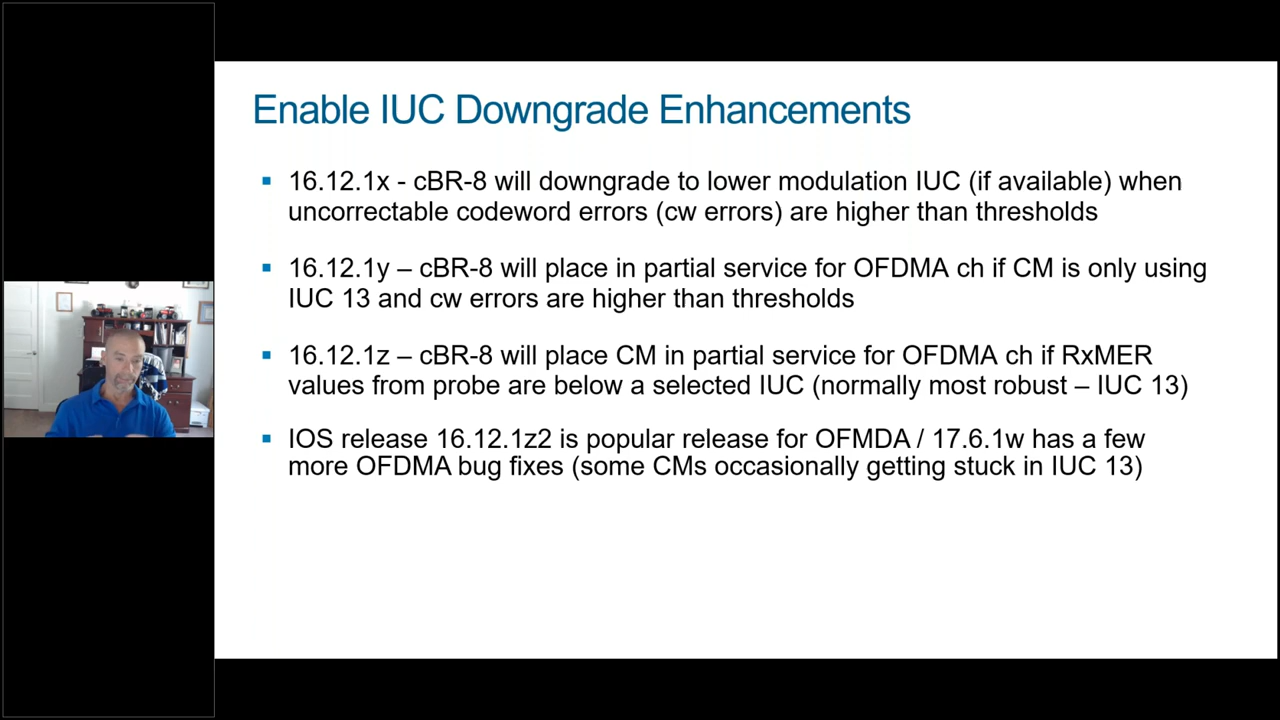 Enable IUC Downgrade Enhancements
16.12.1x - cBR-8 will downgrade to lower modulation IUC (if available) when
uncorrectable codeword errors (cw errors) are higher than thresholds
16.12.1y – cBR-8 will place in partial service for OFDMA ch if CM is only using
IUC 13 and cw errors are higher than thresholds
16.12.1z – cBR-8 will place CM in partial service for OFDMA ch if RxMER
values from probe are below a selected IUC (normally most robust – IUC 13)
IOS release 16.12.1z2 is popular release for OFMDA / 17.6.1w has a few
more OFDMA bug fixes (some CMs occasionally getting stuck in IUC 13)